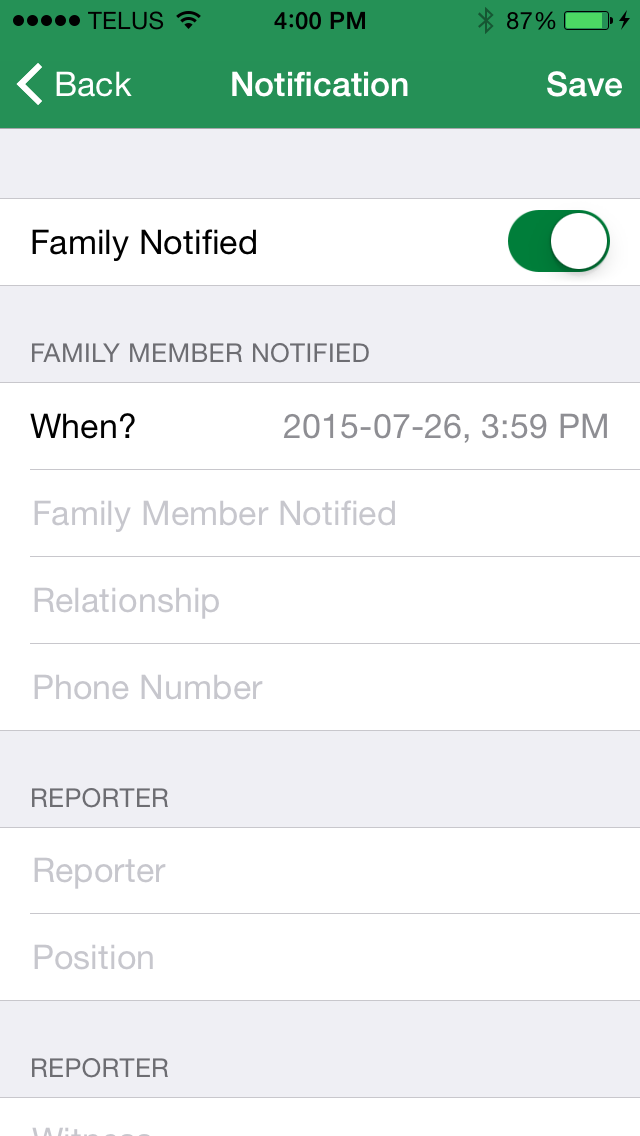 TELUS 4:00 PM 87%
Back Notification Save
Family Notified
FAMILY MEMBER NOTIFIED
When? 2015-07-26, 3:59 PM
Family Member Notified
Relationship
Phone Number
REPORTER
Reporter
Position
REPORTER
Witness